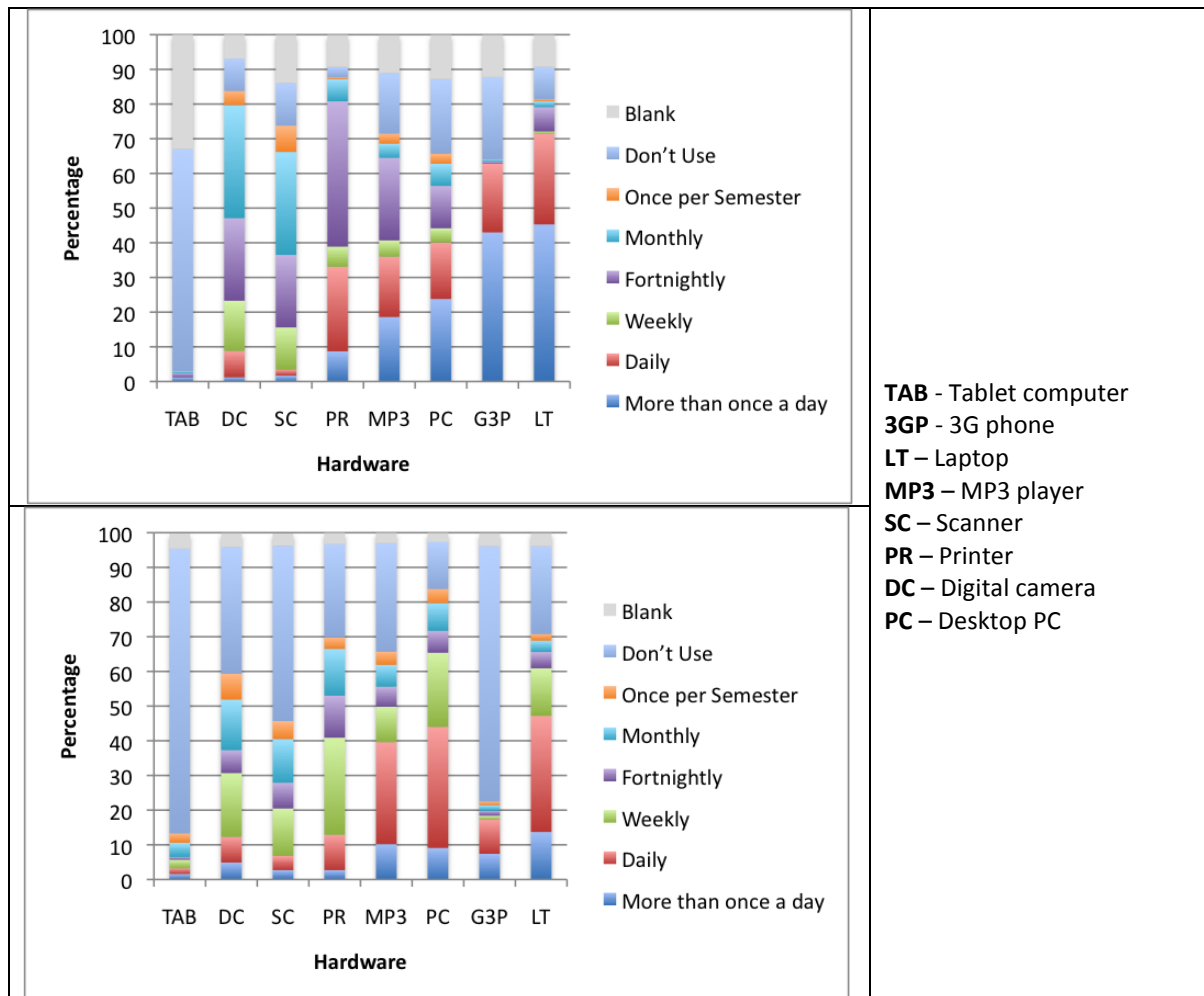 100
90
80
70
60
50
40
30
20
10
0
Percentage
TAB DC SC PR MP3 PC G3P LT
Hardware
Blank
Don't Use
Once per Semester
Monthly
Fortnightly
Weekly
Daily
More than once a day
100
90
80
70
60
50
40
30
20
10
0
Percentage
TAB DC SC PR MP3 PC G3P LT
Hardware
Blank
Don't Use
Once per Semester
Monthly
Fortnightly
Weekly
Daily
More than once a day
TAB - Tablet computer
3GP - 3G phone
LT – Laptop
MP3 – MP3 player
SC – Scanner
PR – Printer
DC – Digital camera
PC – Desktop PC